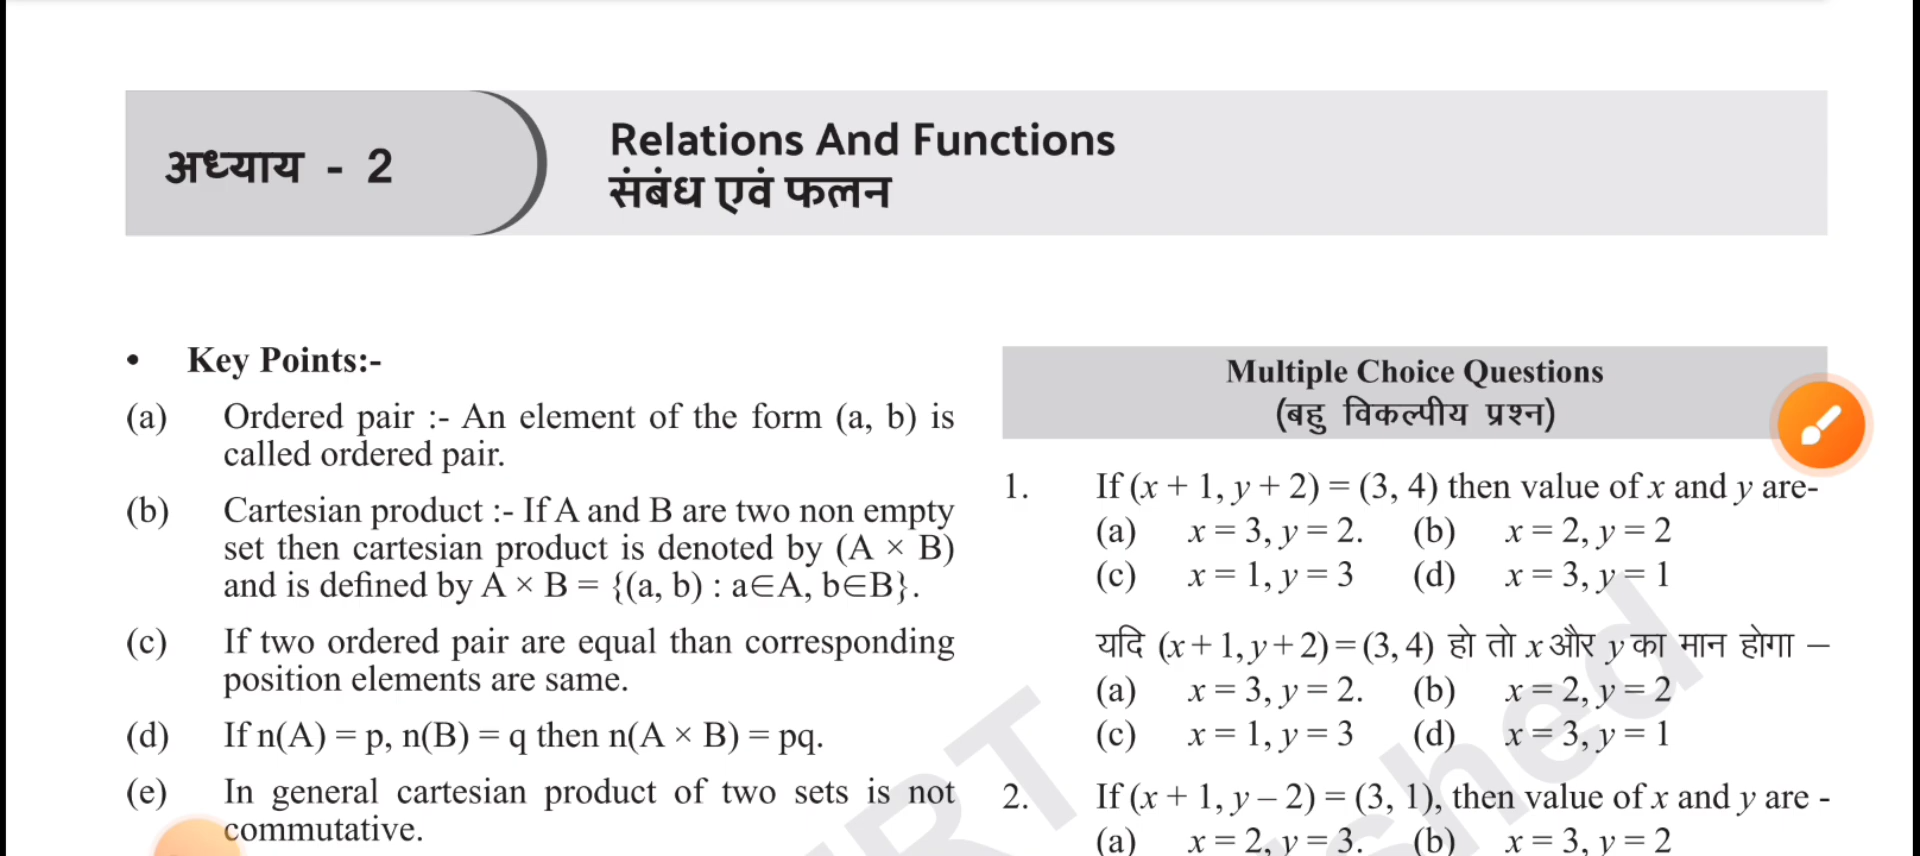 अध्याय - 2
Relations And Functions
संबंध एवं फलन
• Key Points:-
(a) Ordered pair :- An element of the form (a, b) is
called ordered pair.
(b) Cartesian product :- If A and B are two non empty
set then cartesian product is denoted by (A × B)
and is defined by A × B = {(a, b) : a∈A, b∈B}.
(c) If two ordered pair are equal than corresponding
position elements are same.
(d) If n(A) = p, n(B) = q then n(A × B) = pq.
(e) In general cartesian product of two sets is not
commutative.
Multiple Choice Questions
(बहु विकल्पीय प्रश्न)
1. If (x + 1, y + 2) = (3, 4) then value of x and y are-
(a) x = 3, y = 2. (b) x = 2, y = 2
(c) x = 1, y = 3 (d) x = 3, y = 1
यदि (x + 1, y + 2) = (3, 4) हो तो x और y का मान होगा –
(a) x = 3, y = 2. (b) x = 2, y = 2
(c) x = 1, y = 3 (d) x = 3, y = 1
2. If (x + 1, y – 2) = (3, 1), then value of x and y are -
(a) x = 2, y = 3. (b) x = 3, y = 2